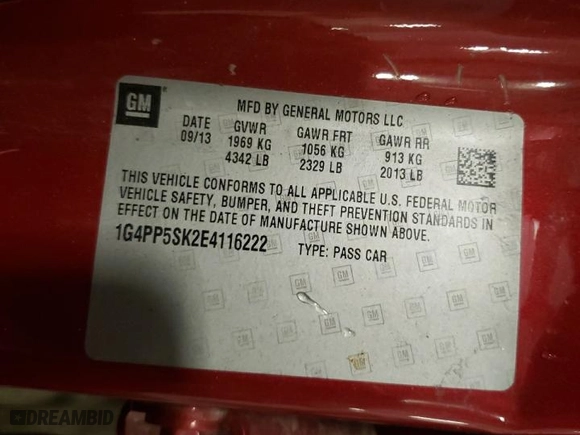 GM
MFD BY GENERAL MOTORS LLC
DATE GVWR GAWR FRT GAWR RR
09/13 1969 KG 1056 KG 913 KG
4342 LB 2329 LB 2013 LB
THIS VEHICLE CONFORMS TO ALL APPLICABLE U.S. FEDERAL MOTOR
VEHICLE SAFETY, BUMPER, AND THEFT PREVENTION STANDARDS IN
EFFECT ON THE DATE OF MANUFACTURE SHOWN ABOVE.
1G4PP5SK2E4116222 TYPE: PASS CAR
DREAMBID